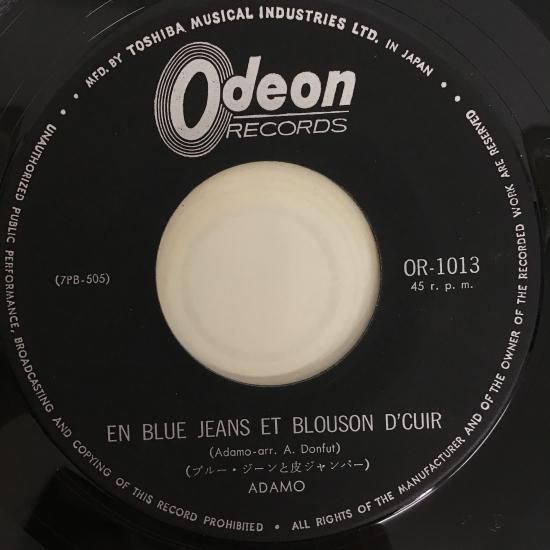 • MFD. BY TOSHIBA MUSICAL INDUSTRIES LTD. IN JAPAN •
Odeon
RECORDS
(7PB-505)
OR-1013
45 r. p. m.
EN BLUE JEANS ET BLOUSON D'CUIR
(Adamo-arr. A. Donfut)
(ブルー・ジーンと皮ジャンパー)
ADAMO
• UNAUTHORIZED PUBLIC PERFORMANCE, BROADCASTING AND COPYING OF THIS RECORD PROHIBITED • ALL RIGHTS OF THE MANUFACTURER AND OF THE OWNER OF THE RECORDED WORK ARE RESERVED •